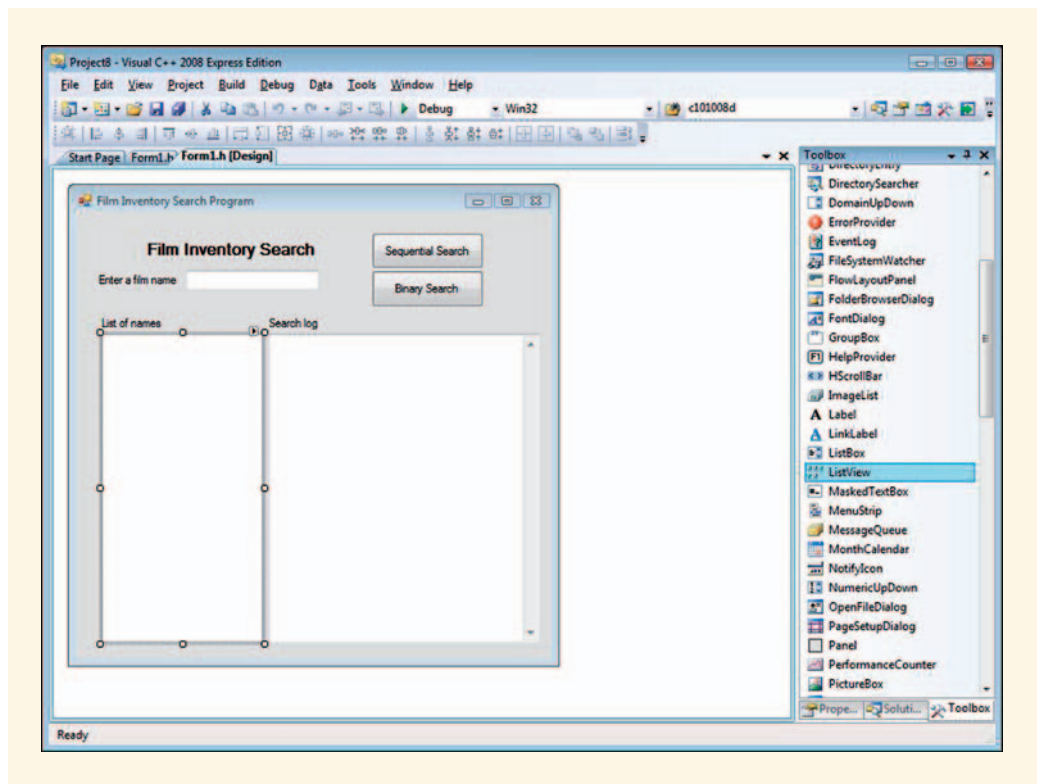 Project8 - Visual C++ 2008 Express Edition
File Edit View Project Build Debug Data Tools Window Help
Debug Win32 c101008d
Start Page Form1.h Form1.h [Design]
Film Inventory Search Program
Film Inventory Search
Sequential Search
Enter a film name
Binary Search
List of names
Search log
Toolbox
DirectoryEntry
DirectorySearcher
DomainUpDown
ErrorProvider
EventLog
FileSystemWatcher
FlowLayoutPanel
FolderBrowserDialog
FontDialog
GroupBox
HelpProvider
HScrollBar
ImageList
Label
LinkLabel
ListBox
ListView
MaskedTextBox
MenuStrip
MessageQueue
MonthCalendar
NotifyIcon
NumericUpDown
OpenFileDialog
PageSetupDialog
Panel
PerformanceCounter
PictureBox
Prope... Soluti... Toolbox
Ready